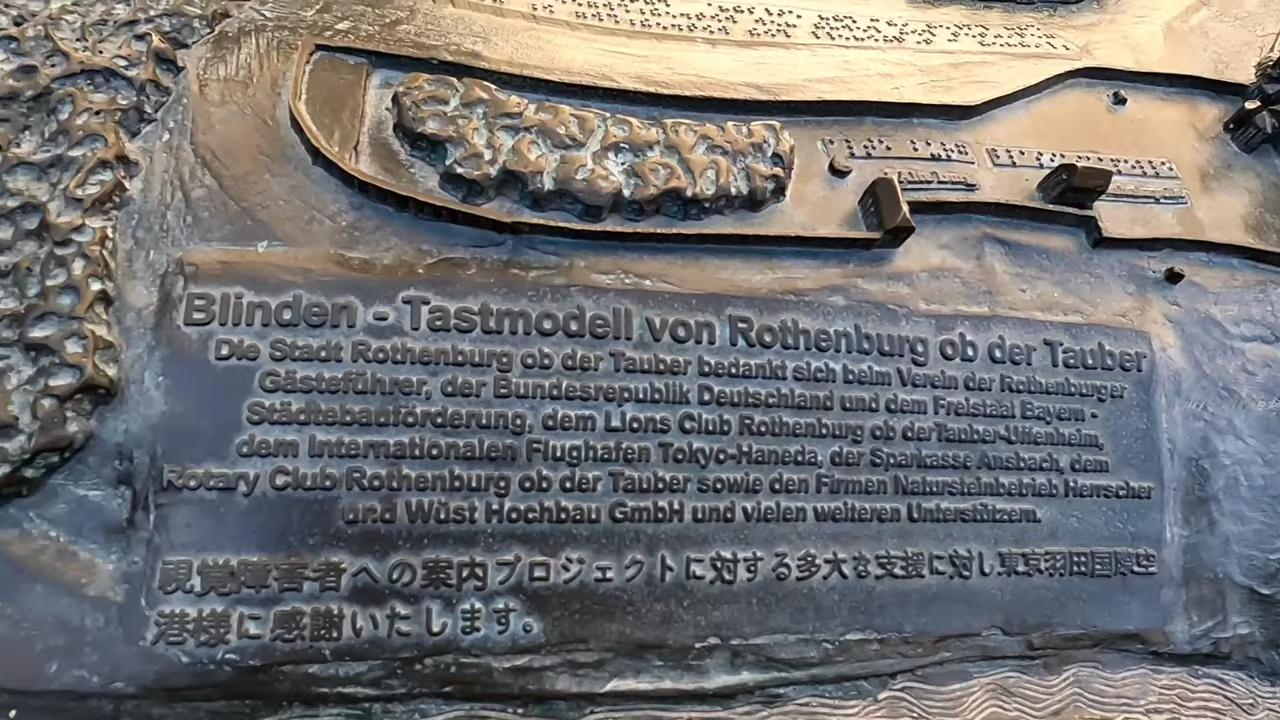 Blinden - Tastmodell von Rothenburg ob der Tauber
Die Stadt Rothenburg ob der Tauber bedankt sich beim Verein der Rothenburger
Gästeführer, der Bundesrepublik Deutschland und dem Freistaat Bayern -
Städtebauförderung, dem Lions Club Rothenburg ob der Tauber-Uffenheim,
dem Internationalen Flughafen Tokyo-Haneda, der Sparkasse Ansbach, dem
Rotary Club Rothenburg ob der Tauber sowie den Firmen Natursteinbetrieb Herrscher
und Wüst Hochbau GmbH und vielen weiteren Unterstützern.
視覚障害者への案内プロジェクトに対する多大な支援に対し東京羽田国際空
港様に感謝いたします。